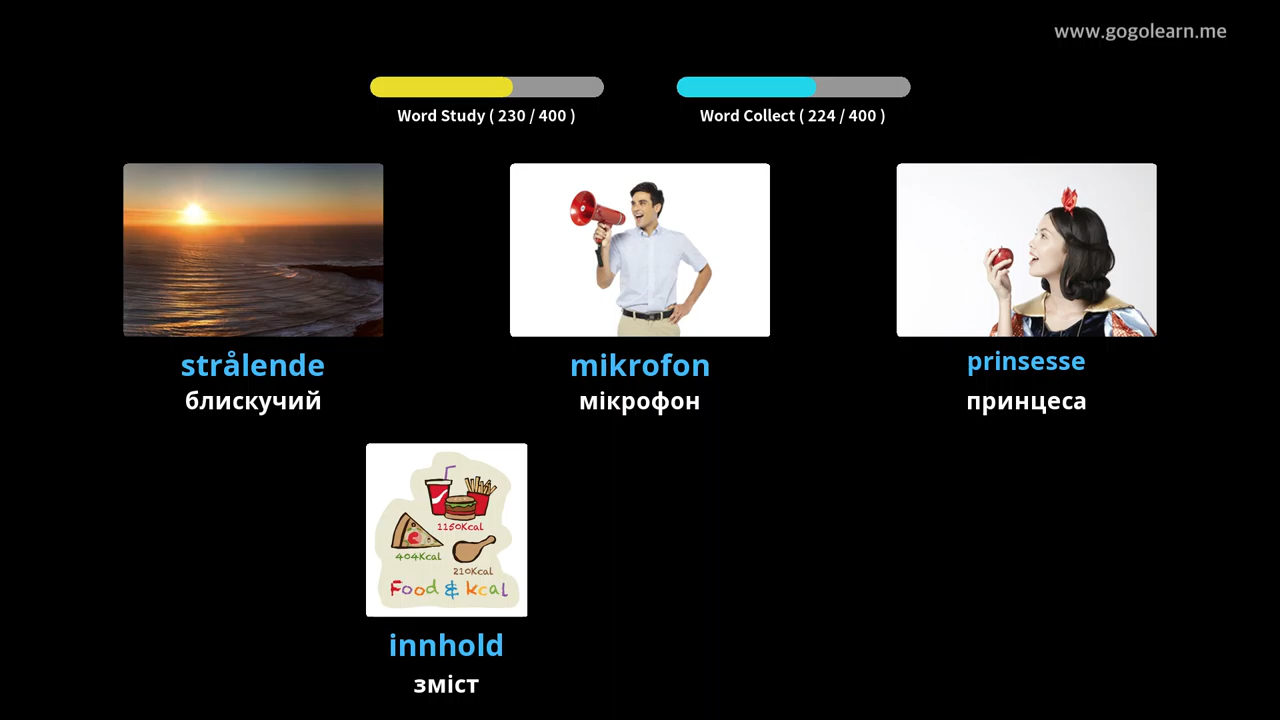 www.gogolearn.me
Word Study ( 230 / 400 )
Word Collect ( 224 / 400 )
strålende
блискучий
mikrofon
мікрофон
prinsesse
принцеса
1150Kcal
404Kcal
210Kcal
Food & kcal
innhold
зміст